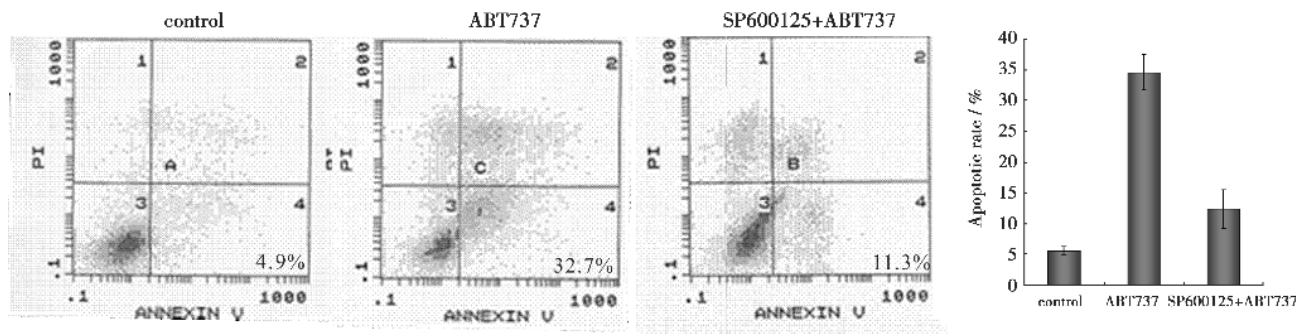 control
1000
1
2
PI
A
3
4
4.9%
.1
.1
1000
ANNEXIN V
ABT737
1000
1
2
PI
C
3
4
32.7%
.1
.1
1000
ANNEXIN V
SP600125+ABT737
1000
1
2
PI
B
3
4
11.3%
.1
.1
1000
ANNEXIN V
Apoptotic rate / %
40
35
30
25
20
15
10
5
0
control
ABT737
SP600125+ABT737